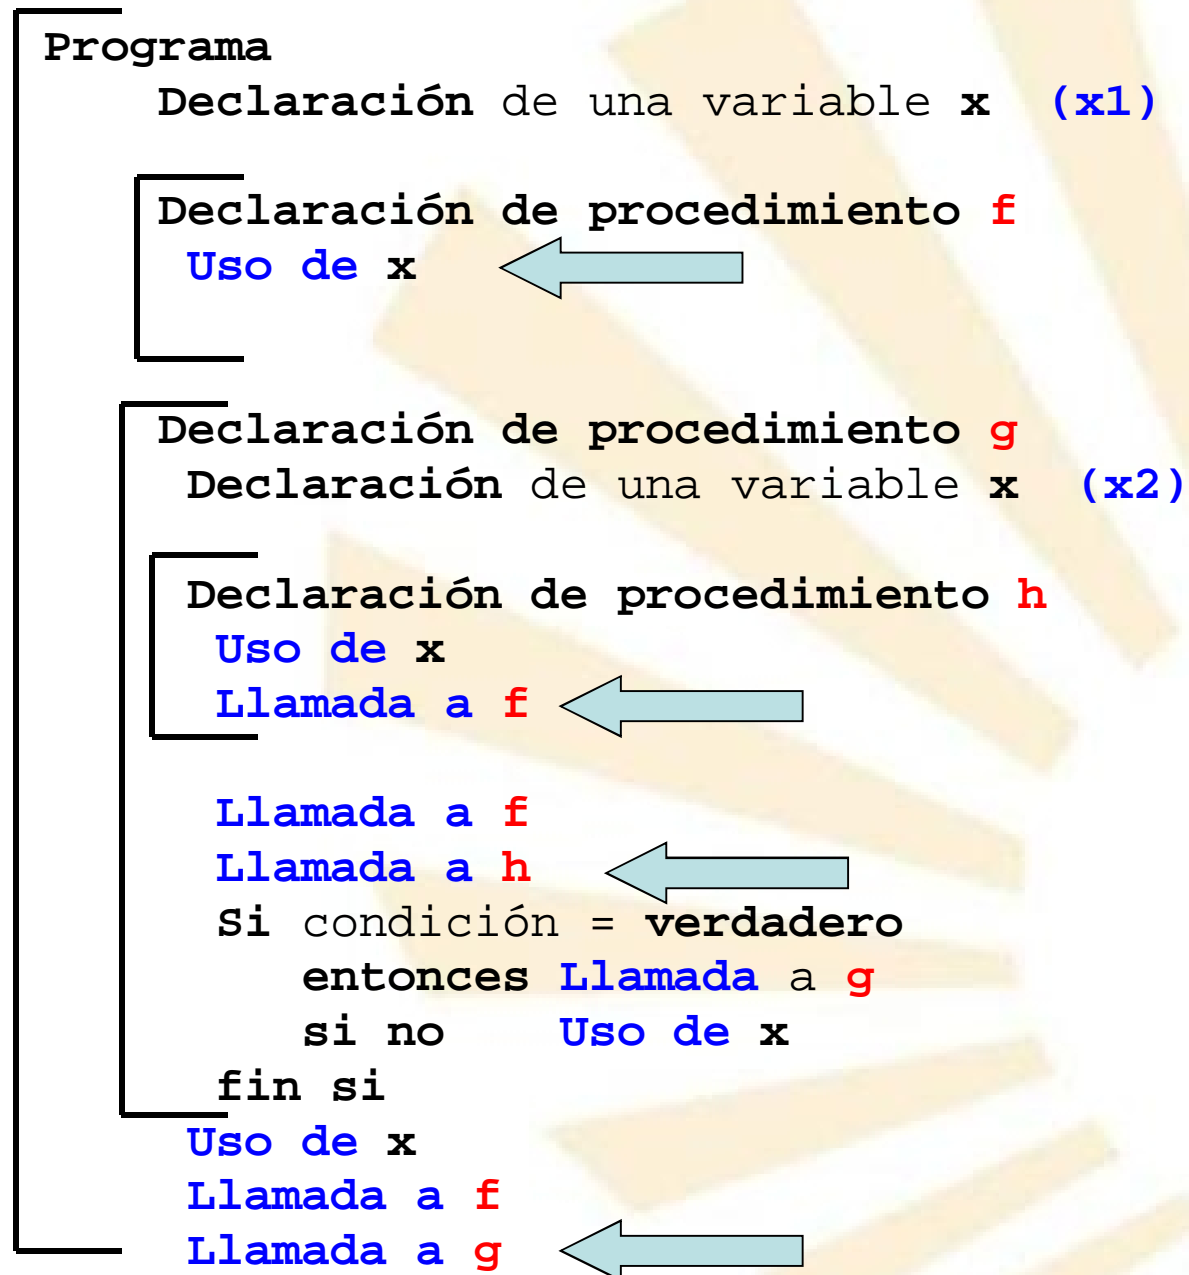 Programa
Declaración de una variable x (x1)
Declaración de procedimiento f
Uso de x
Declaración de procedimiento g
Declaración de una variable x (x2)
Declaración de procedimiento h
Uso de x
Llamada a f
Llamada a f
Llamada a h
Si condición = verdadero
entonces Llamada a g
si no Uso de x
fin si
Uso de x
Llamada a f
Llamada a g